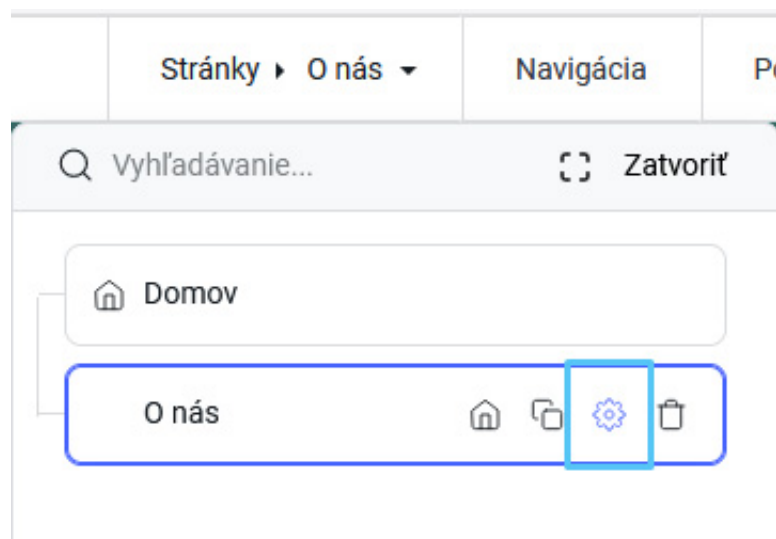 Stránky ▸ O nás ▾ Navigácia
Vyhľadávanie... Zatvoriť
Domov
O nás